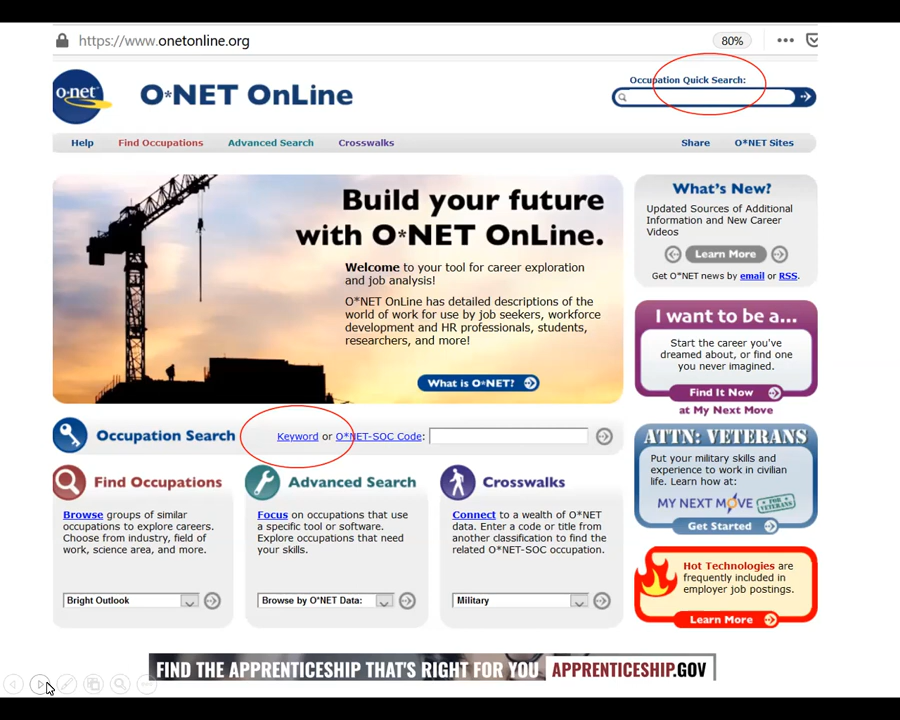 https://www.onetonline.org
80%
o·net
O*NET OnLine
Occupation Quick Search:
Help Find Occupations Advanced Search Crosswalks Share O*NET Sites
Build your future
with O*NET OnLine.
Welcome to your tool for career exploration
and job analysis!
O*NET OnLine has detailed descriptions of the
world of work for use by job seekers, workforce
development and HR professionals, students,
researchers, and more!
What is O*NET?
What's New?
Updated Sources of Additional
Information and New Career
Videos
Learn More
Get O*NET news by email or RSS.
I want to be a...
Start the career you've
dreamed about, or find one
you never imagined.
Find It Now
at My Next Move
Occupation Search Keyword or O*NET-SOC Code:
Find Occupations
Browse groups of similar
occupations to explore careers.
Choose from industry, field of
work, science area, and more.
Bright Outlook
Advanced Search
Focus on occupations that use
a specific tool or software.
Explore occupations that need
your skills.
Browse by O*NET Data:
Crosswalks
Connect to a wealth of O*NET
data. Enter a code or title from
another classification to find the
related O*NET-SOC occupation.
Military
ATTN: VETERANS
Put your military skills and
experience to work in civilian
life. Learn how at:
MY NEXT MOVE FOR VETERANS
Get Started
Hot Technologies are
frequently included in
employer job postings.
Learn More
FIND THE APPRENTICESHIP THAT'S RIGHT FOR YOU APPRENTICESHIP.GOV